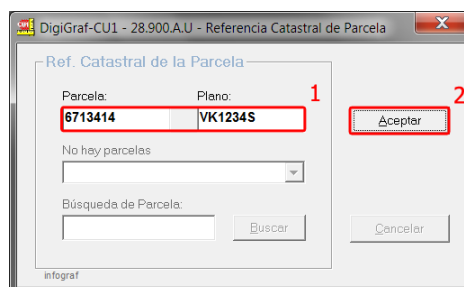 DigiGraf-CU1 - 28.900.A.U - Referencia Catastral de Parcela
Ref. Catastral de la Parcela
Parcela: Plano: 1 2
6713414 VK1234S Aceptar
No hay parcelas
Búsqueda de Parcela:
Buscar Cancelar
infograf